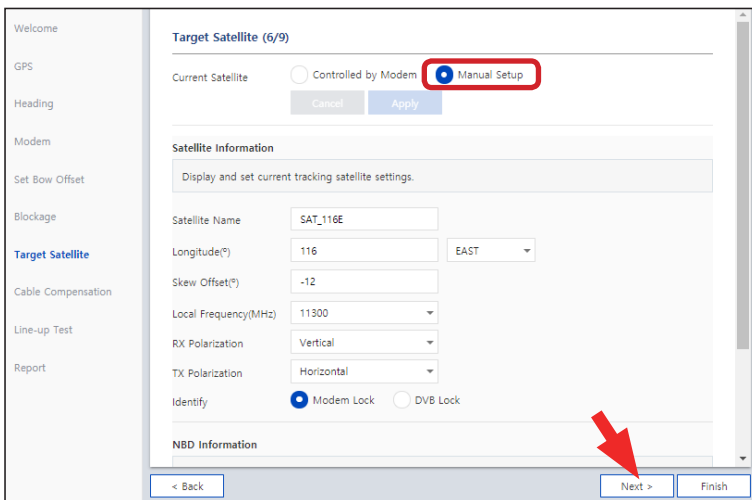 Welcome
GPS
Heading
Modem
Set Bow Offset
Blockage
Target Satellite
Cable Compensation
Line-up Test
Report
Target Satellite (6/9)
Current Satellite Controlled by Modem Manual Setup
Cancel Apply
Satellite Information
Display and set current tracking satellite settings.
Satellite Name SAT_116E
Longitude(º) 116 EAST
Skew Offset(º) -12
Local Frequency(MHz) 11300
RX Polarization Vertical
TX Polarization Horizontal
Identify Modem Lock DVB Lock
NBD Information
< Back Next > Finish